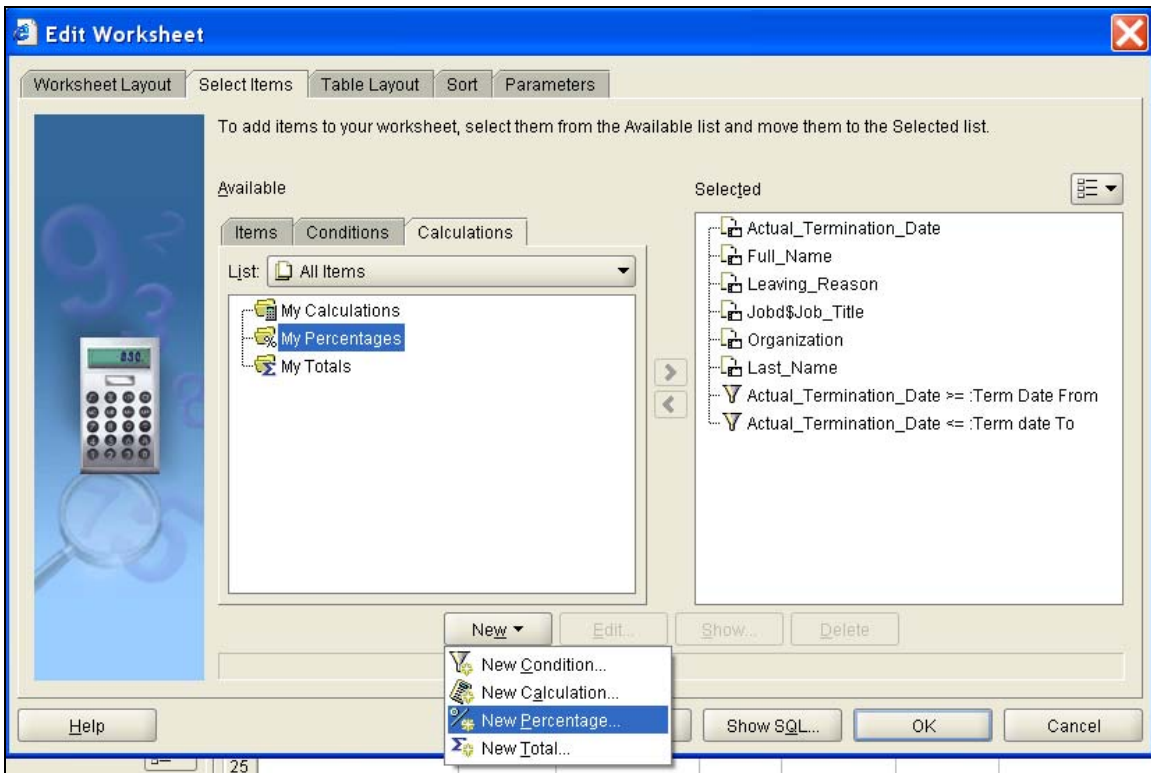 Edit Worksheet
Worksheet Layout Select Items Table Layout Sort Parameters
To add items to your worksheet, select them from the Available list and move them to the Selected list.
Available
Selected
Items Conditions Calculations
List: All Items
My Calculations
My Percentages
My Totals
Actual_Termination_Date
Full_Name
Leaving_Reason
Jobd$Job_Title
Organization
Last_Name
Actual_Termination_Date >= :Term Date From
Actual_Termination_Date <= :Term date To
New Edit... Show... Delete
New Condition...
New Calculation...
New Percentage...
New Total...
Help Show SQL... OK Cancel
25